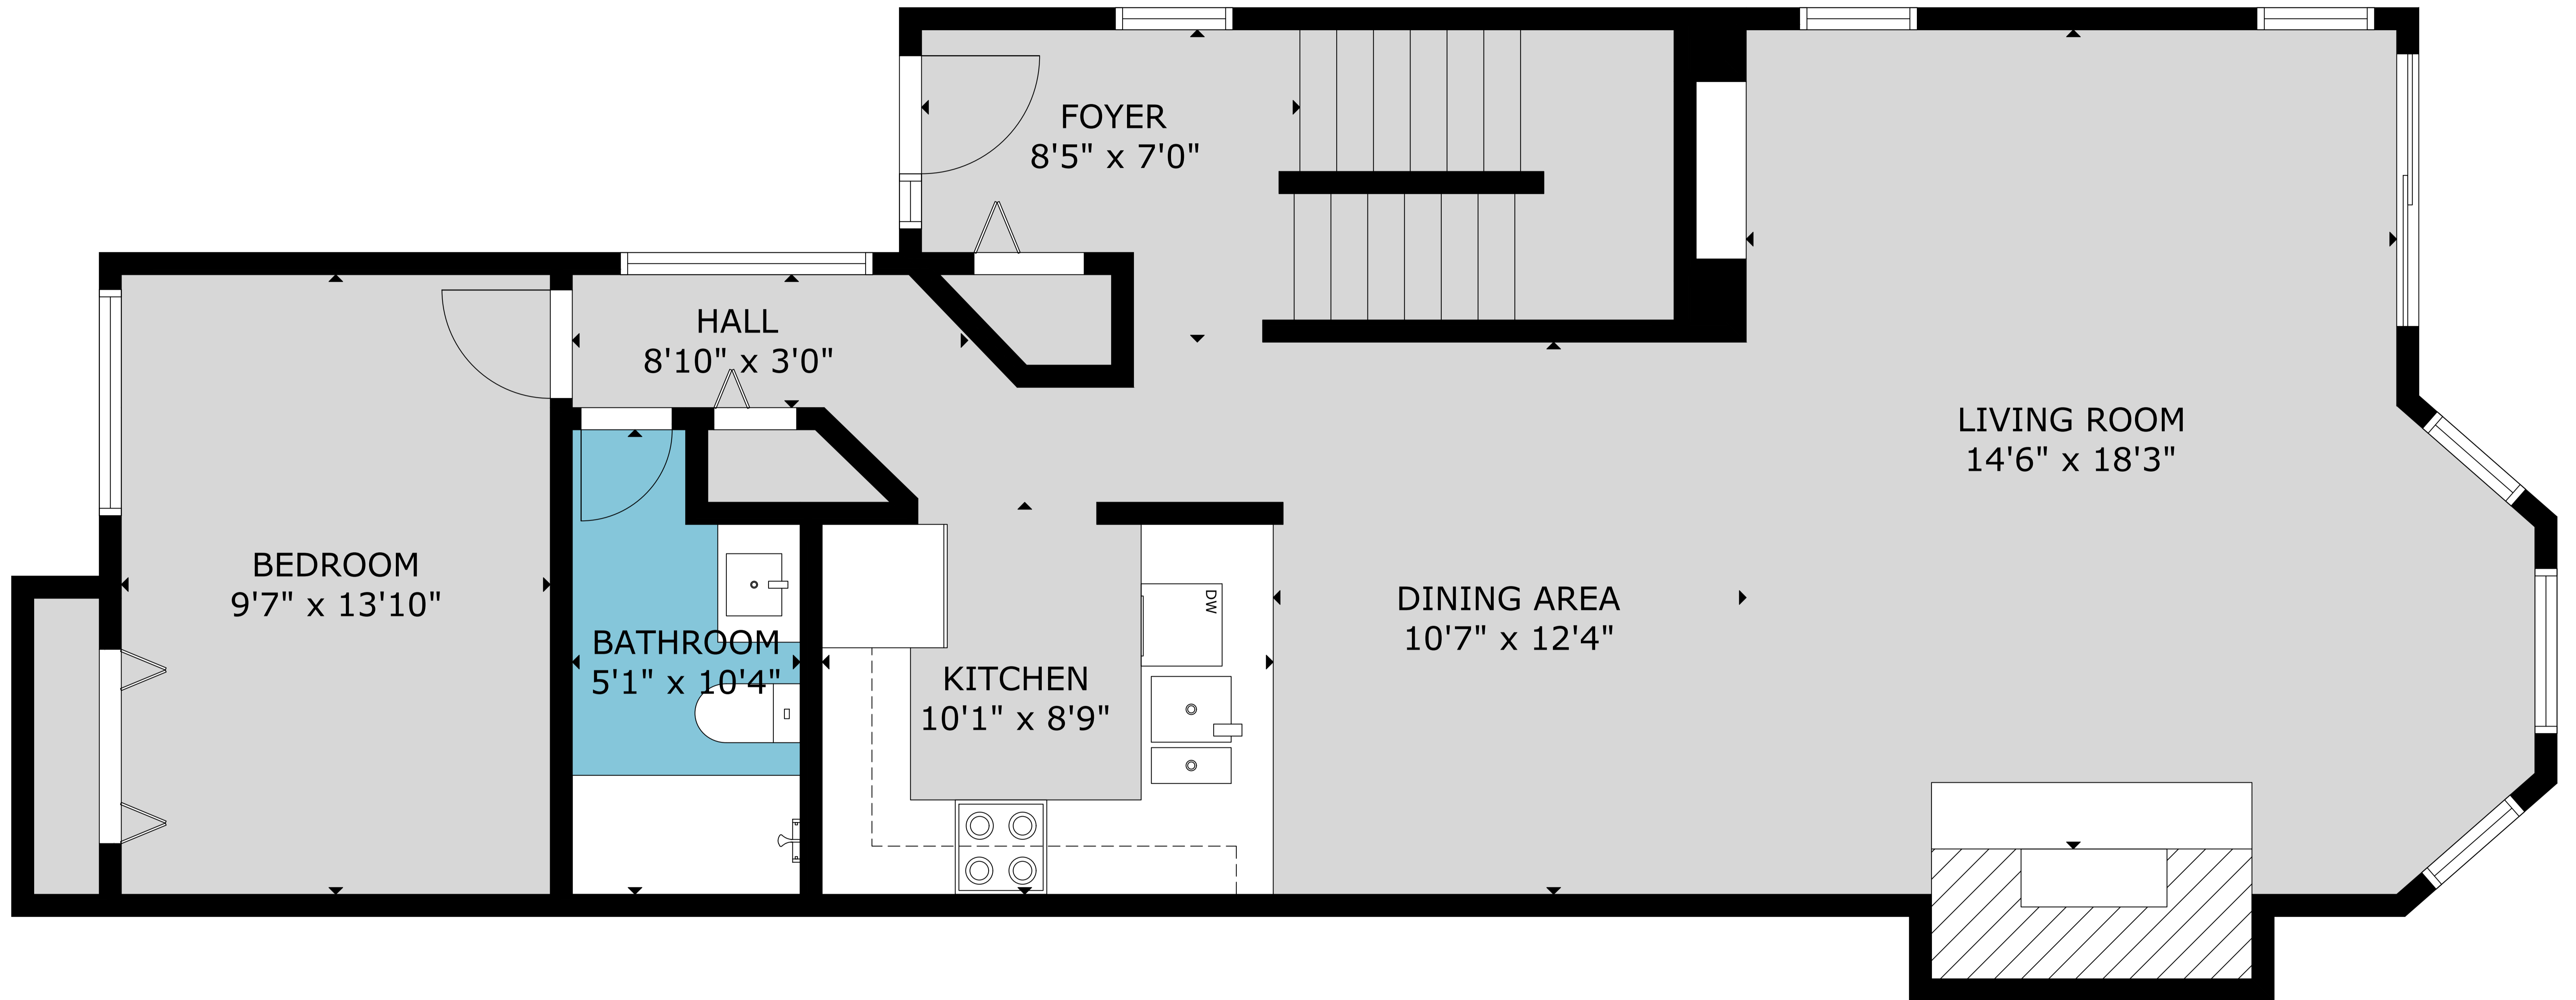 FOYER
8'5" x 7'0"
HALL
8'10" x 3'0"
LIVING ROOM
14'6" x 18'3"
BEDROOM
9'7" x 13'10"
DW
DINING AREA
10'7" x 12'4"
BATHROOM
5'1" x 10'4"
KITCHEN
10'1" x 8'9"